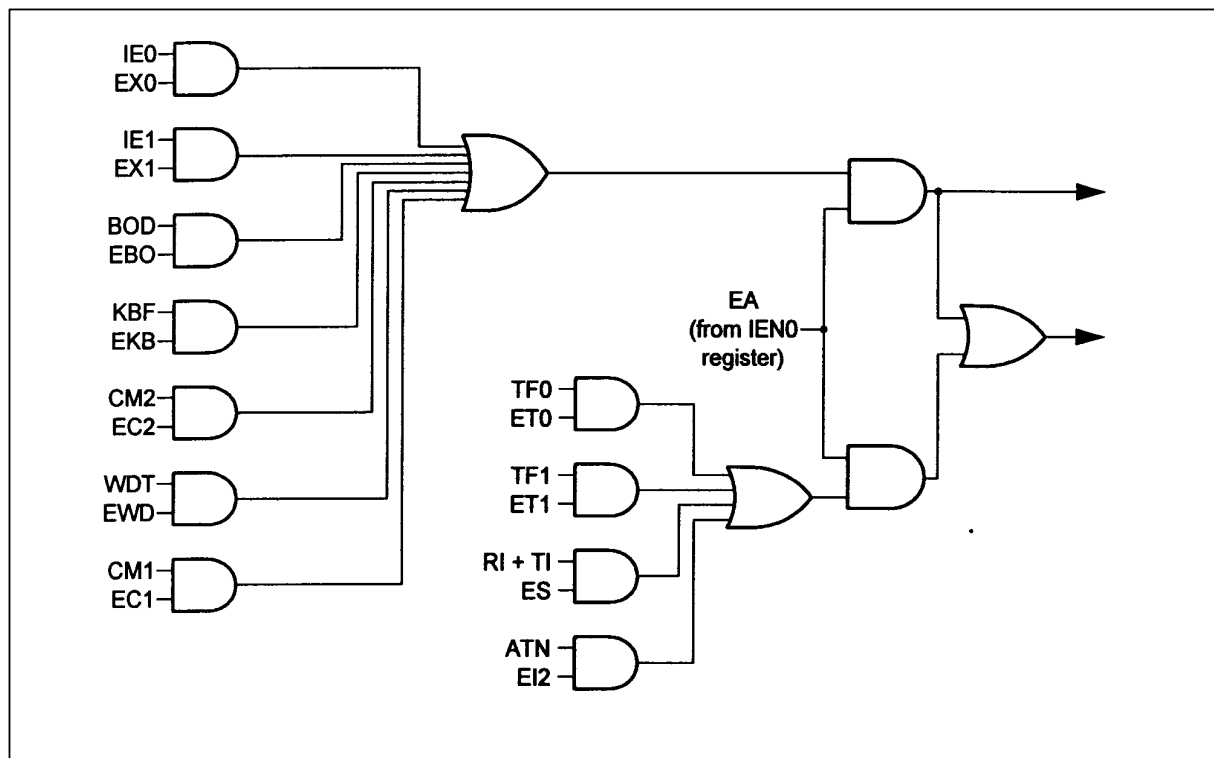 IE0
EX0
IE1
EX1
BOD
EBO
KBF
EKB
CM2
EC2
WDT
EWD
CM1
EC1
EA
(from IEN0
register)
TF0
ET0
TF1
ET1
RI + TI
ES
ATN
EI2